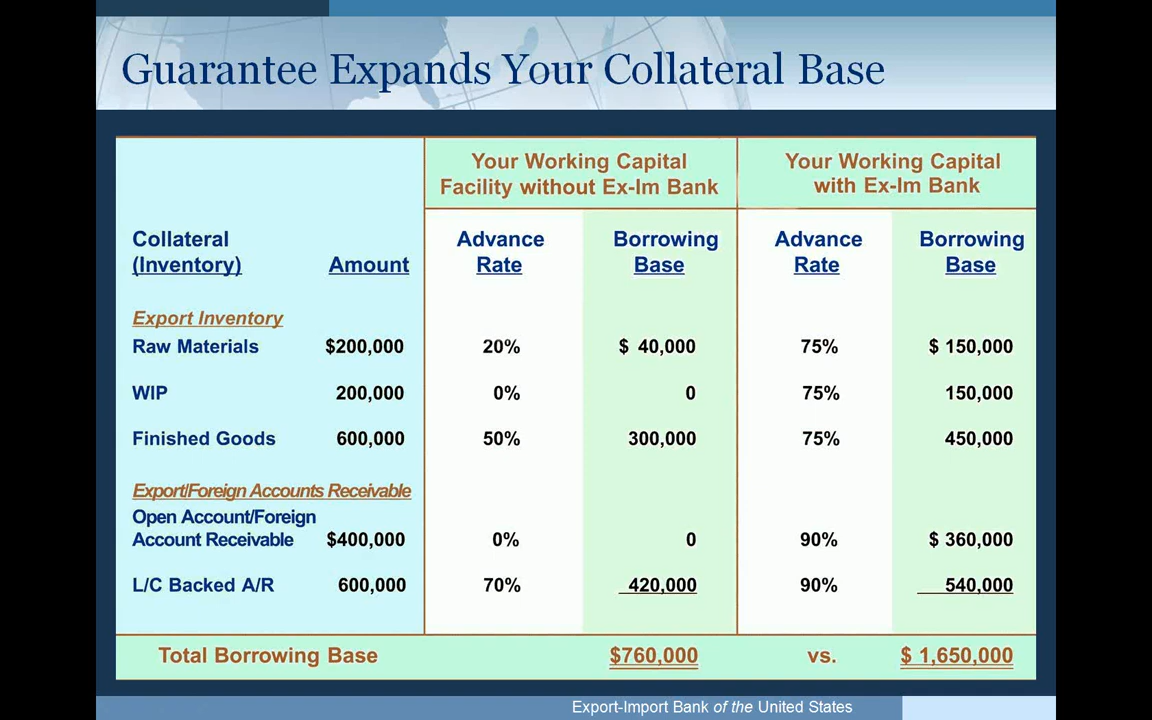 Guarantee Expands Your Collateral Base
Your Working Capital
Facility without Ex-Im Bank
Your Working Capital
with Ex-Im Bank
Collateral
(Inventory) Amount
Advance
Rate
Borrowing
Base
Advance
Rate
Borrowing
Base
Export Inventory
Raw Materials $200,000 20% $ 40,000 75% $ 150,000
WIP 200,000 0% 0 75% 150,000
Finished Goods 600,000 50% 300,000 75% 450,000
Export/Foreign Accounts Receivable
Open Account/Foreign
Account Receivable $400,000 0% 0 90% $ 360,000
L/C Backed A/R 600,000 70% 420,000 90% 540,000
Total Borrowing Base $760,000 vs. $ 1,650,000
Export-Import Bank of the United States